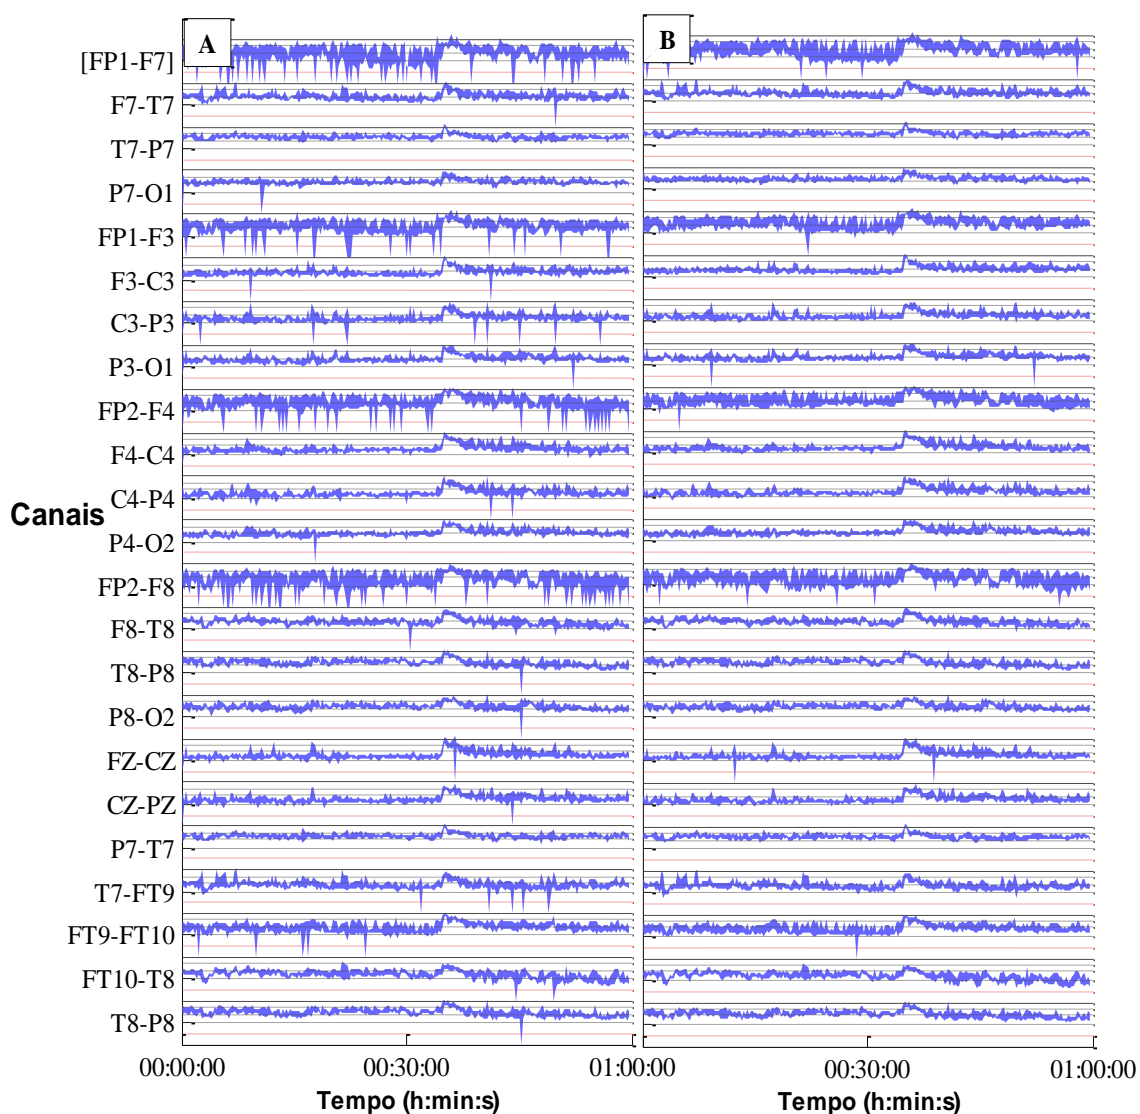 A
B
[FP1-F7]
F7-T7
T7-P7
P7-O1
FP1-F3
F3-C3
C3-P3
P3-O1
FP2-F4
F4-C4
C4-P4
Canais
P4-O2
FP2-F8
F8-T8
T8-P8
P8-O2
FZ-CZ
CZ-PZ
P7-T7
T7-FT9
FT9-FT10
FT10-T8
T8-P8
00:00:00 00:30:00 01:00:00 00:30:00 01:00:00
Tempo (h:min:s) Tempo (h:min:s)